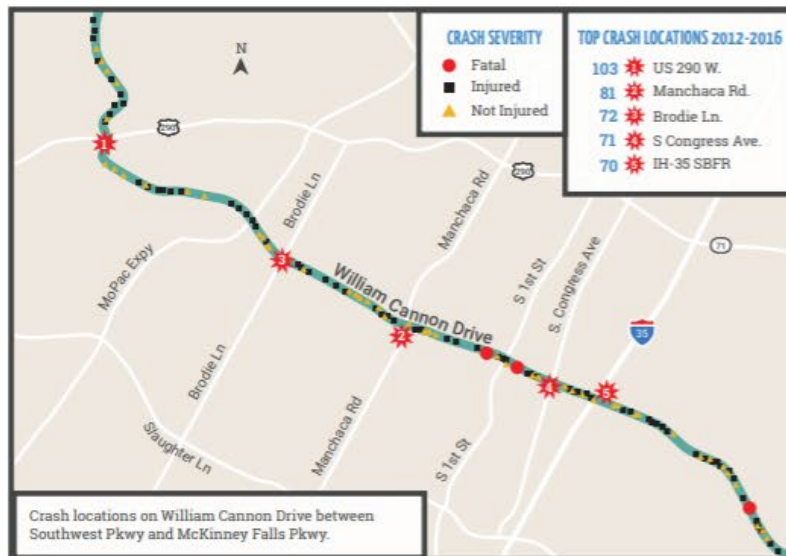 CRASH SEVERITY
Fatal
Injured
Not Injured
TOP CRASH LOCATIONS 2012-2016
103 1 US 290 W.
81 2 Manchaca Rd.
72 3 Brodie Ln.
71 4 S Congress Ave.
70 5 IH-35 SBFR
N
290
1
Brodie Ln
Manchaca Rd
290
S 1st St
S. Congress Ave
71
MoPac Expy
3
William Cannon Drive
2
35
Brodie Ln
4
5
Slaughter Ln
Manchaca Rd
S 1st St
Crash locations on William Cannon Drive between
Southwest Pkwy and McKinney Falls Pkwy.